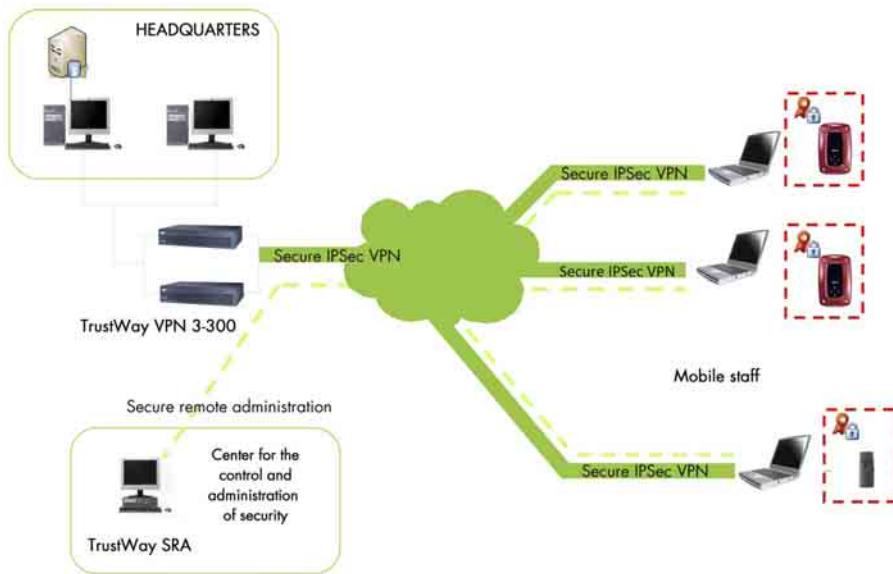 HEADQUARTERS
Secure IPSec VPN
Secure IPSec VPN
Secure IPSec VPN
TrustWay VPN 3-300
Mobile staff
Secure remote administration
Center for the
control and
administration
of security
Secure IPSec VPN
TrustWay SRA